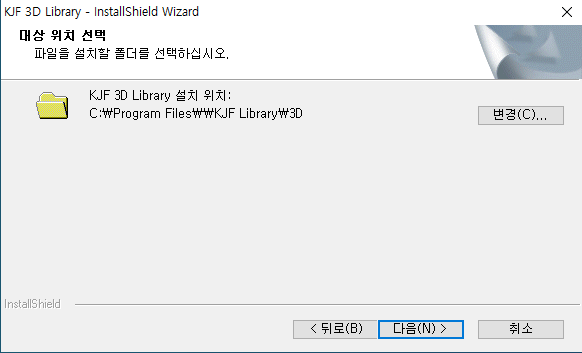 KJF 3D Library - InstallShield Wizard
대상 위치 선택
파일을 설치할 폴더를 선택하십시오.
KJF 3D Library 설치 위치:
C:₩Program Files₩₩KJF Library₩3D
변경(C)...
InstallShield
< 뒤로(B)
다음(N) >
취소